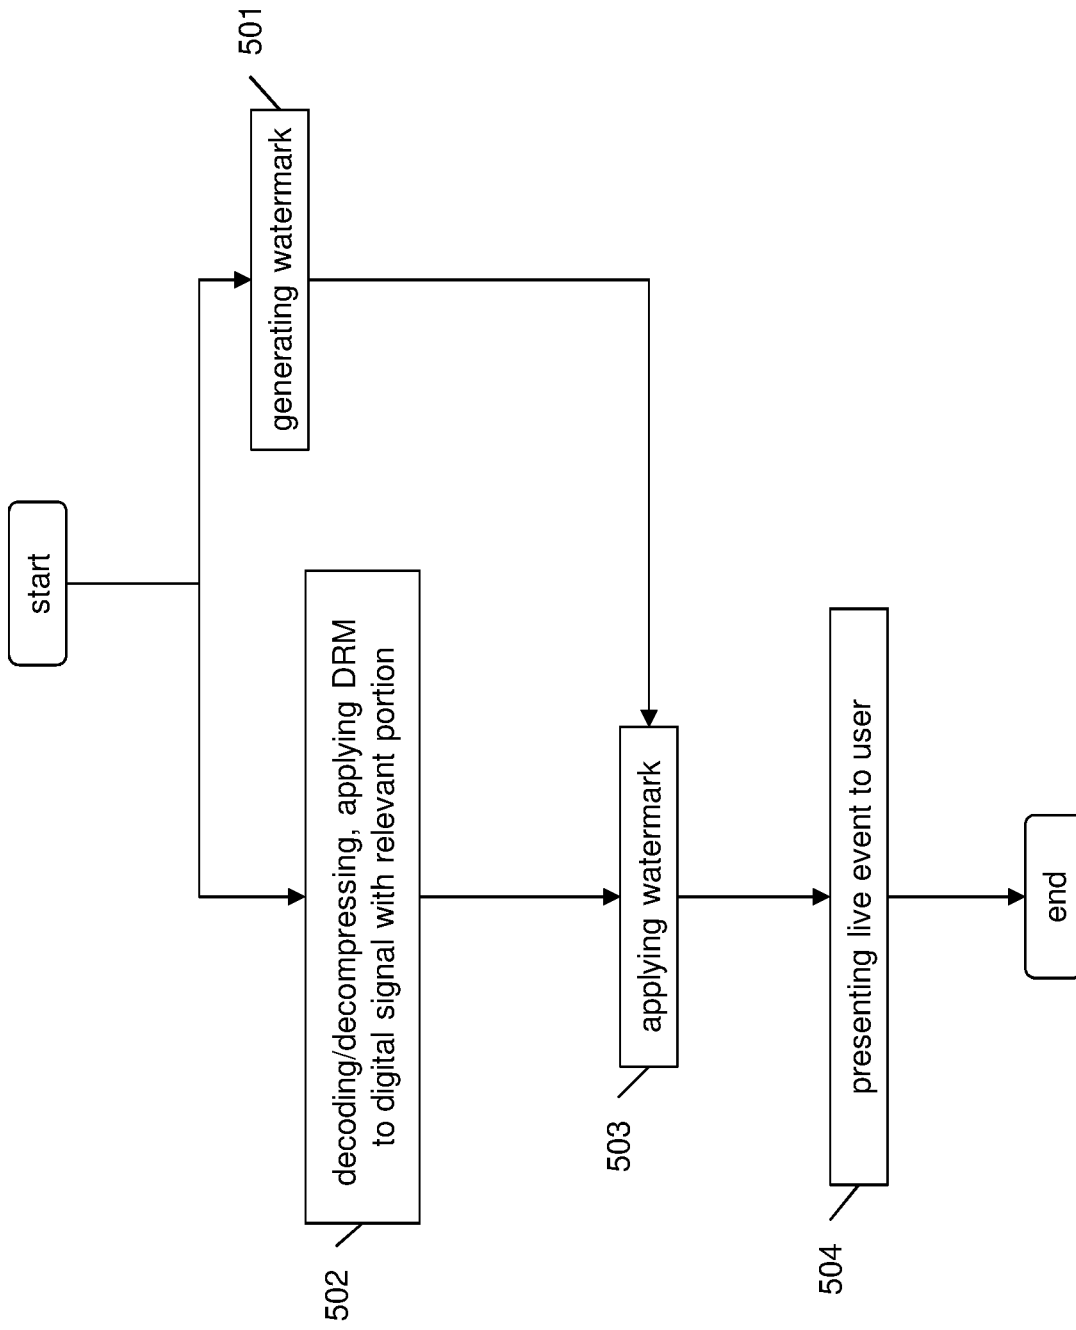 start
501
generating watermark
502
decoding/decompressing, applying DRM
to digital signal with relevant portion
503
applying watermark
504
presenting live event to user
end